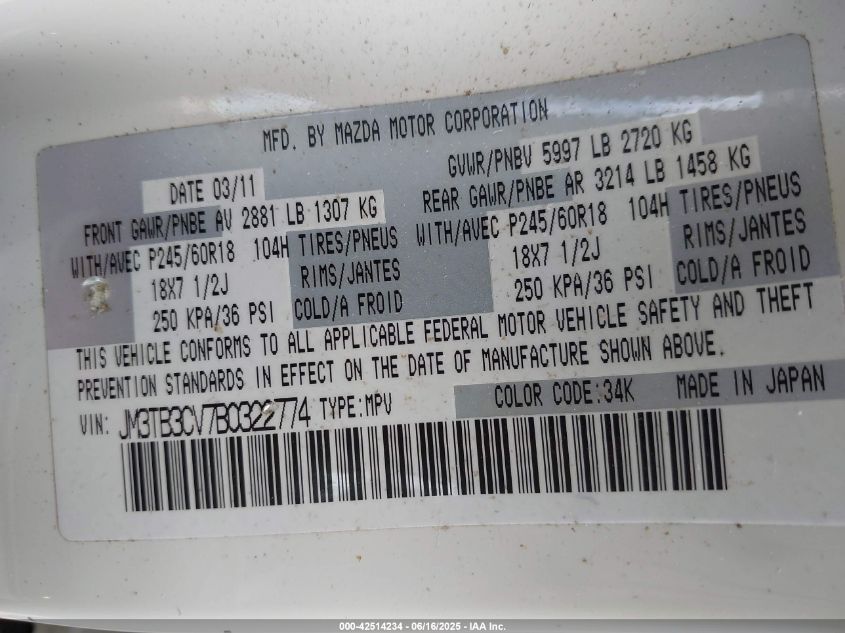 MFD. BY MAZDA MOTOR CORPORATION
DATE 03/11
GVWR/PNBV 5997 LB 2720 KG
FRONT GAWR/PNBE AV 2881 LB 1307 KG
REAR GAWR/PNBE AR 3214 LB 1458 KG
WITH/AVEC P245/60R18 104H TIRES/PNEUS
WITH/AVEC P245/60R18 104H TIRES/PNEUS
18X7 1/2J RIMS/JANTES
18X7 1/2J RIMS/JANTES
250 KPA/36 PSI COLD/A FROID
250 KPA/36 PSI COLD/A FROID
THIS VEHICLE CONFORMS TO ALL APPLICABLE FEDERAL MOTOR VEHICLE SAFETY AND THEFT
PREVENTION STANDARDS IN EFFECT ON THE DATE OF MANUFACTURE SHOWN ABOVE.
COLOR CODE:34K MADE IN JAPAN
VIN: JM3TB3CV7B0322774 TYPE:MPV
000-42514234 - 06/16/2025 - IAA Inc.